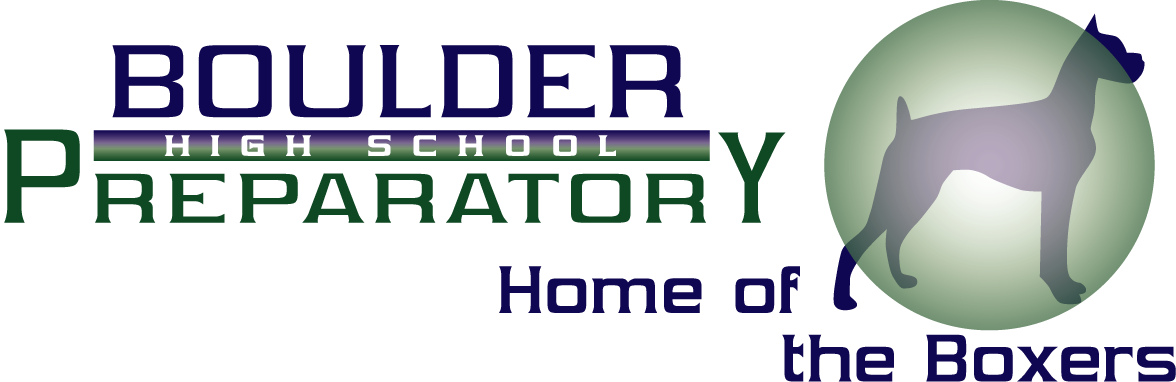 BOULDER
HIGH SCHOOL
PREPARATORY
Home of
the Boxers